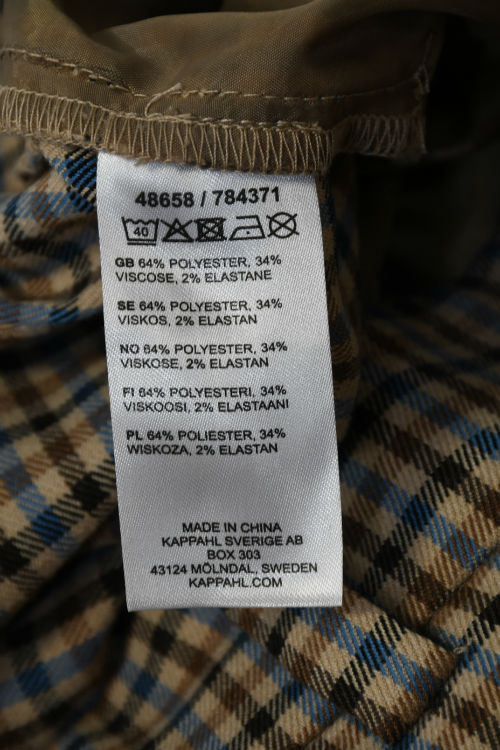 48658 / 784371
40
GB 64% POLYESTER, 34%
VISCOSE, 2% ELASTANE
SE 64% POLYESTER, 34%
VISKOS, 2% ELASTAN
NO 64% POLYESTER, 34%
VISKOSE, 2% ELASTAN
FI 64% POLYESTERI, 34%
VISKOOSI, 2% ELASTAANI
PL 64% POLIESTER, 34%
WISKOZA, 2% ELASTAN
MADE IN CHINA
KAPPAHL SVERIGE AB
BOX 303
43124 MÖLNDAL, SWEDEN
KAPPAHL.COM